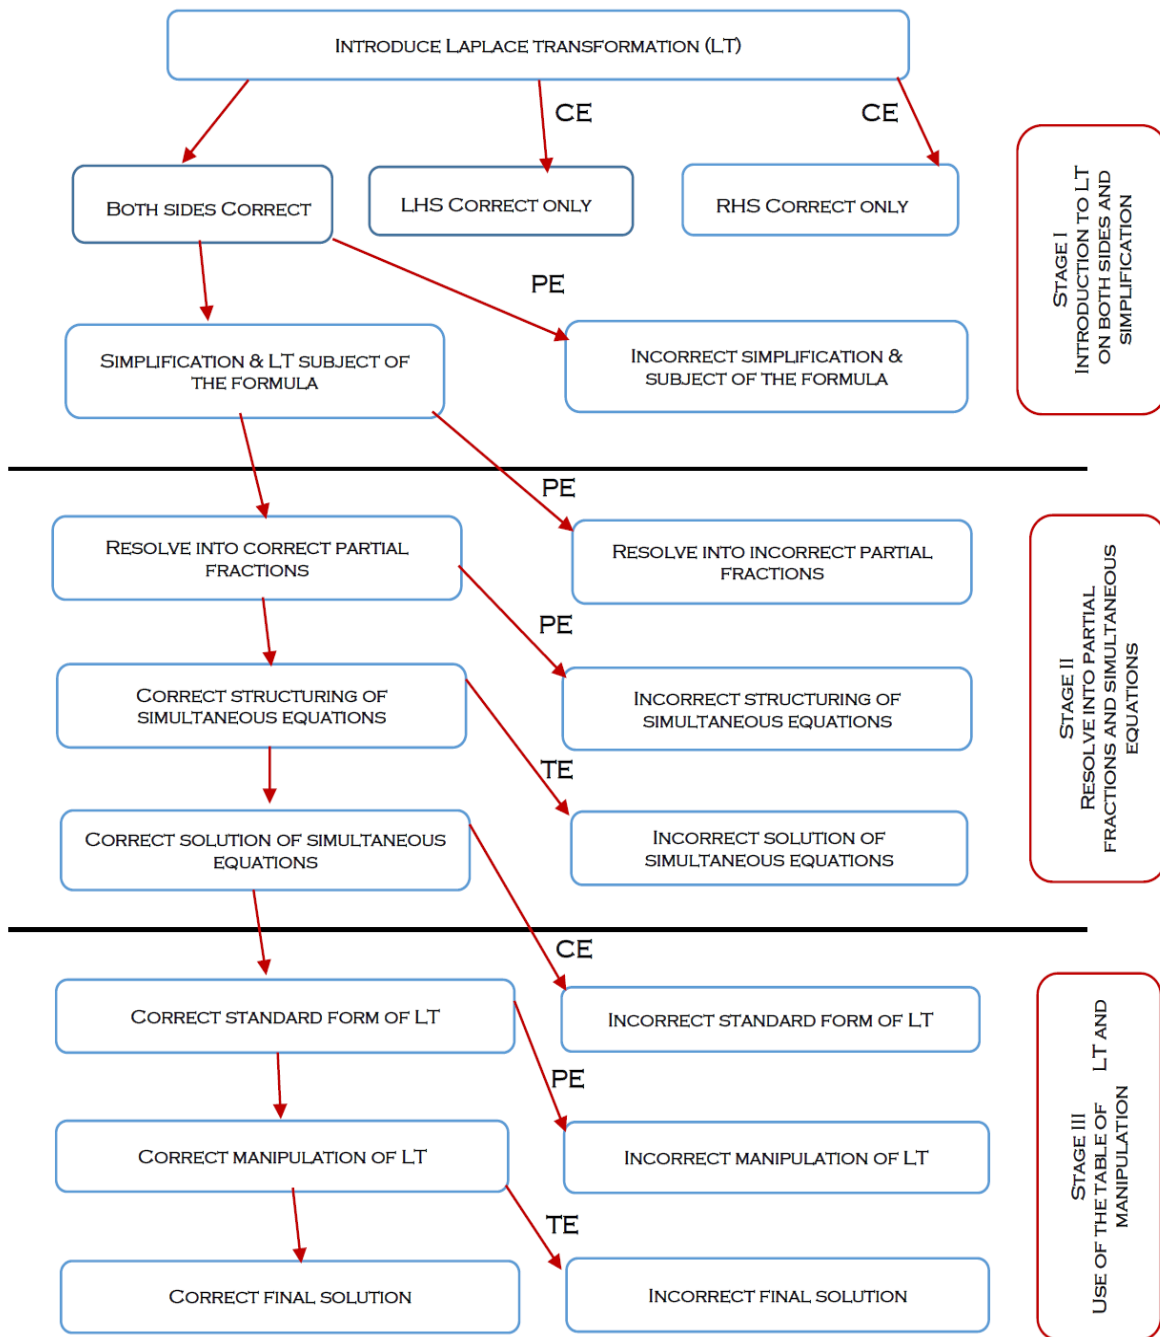 Introduce Laplace transformation (LT)
CE
CE
Both sides Correct
LHS Correct only
RHS Correct only
PE
Simplification & LT subject of
the formula
Incorrect simplification &
subject of the formula
Stage I
Introduction to LT
on both sides and
simplification
PE
Resolve into correct partial
fractions
Resolve into incorrect partial
fractions
PE
Correct structuring of
simultaneous equations
Incorrect structuring of
simultaneous equations
TE
Correct solution of simultaneous
equations
Incorrect solution of
simultaneous equations
Stage II
Resolve into partial
fractions and simultaneous
equations
CE
Correct standard form of LT
Incorrect standard form of LT
PE
Correct manipulation of LT
Incorrect manipulation of LT
TE
Correct final solution
Incorrect final solution
Stage III
Use of the table of LT and
manipulation